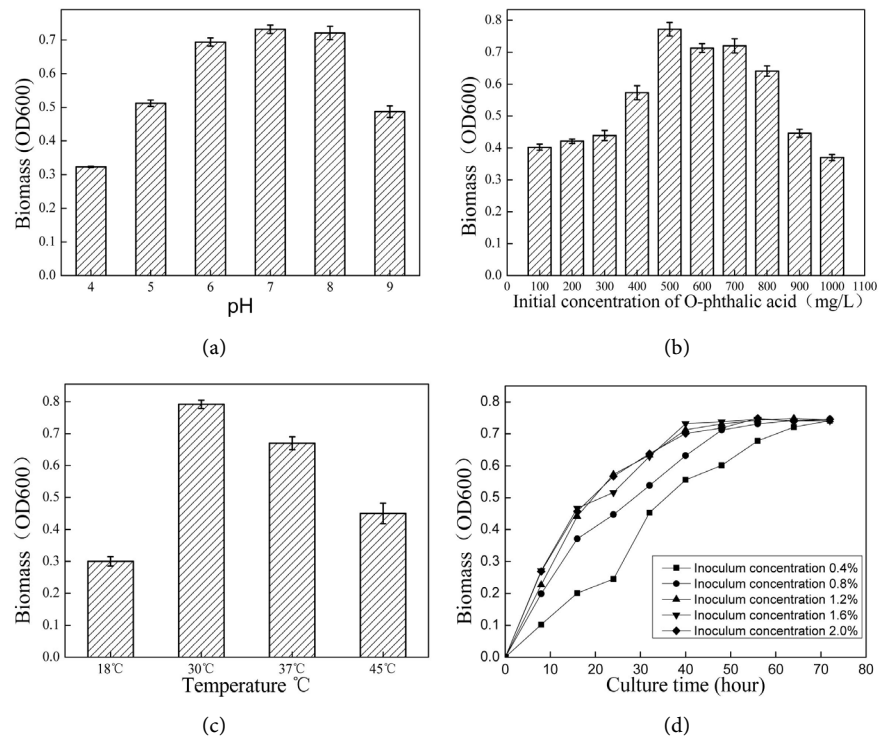 0.7
0.6
0.5
0.4
0.3
0.2
0.1
0.0
Biomass (OD600)
4 5 6 7 8 9
pH
(a)
0.8
0.7
0.6
0.5
0.4
0.3
0.2
0.1
0.0
Biomass（OD600）
0 100 200 300 400 500 600 700 800 900 1000 1100
Initial concentration of O-phthalic acid（mg/L）
(b)
0.8
0.7
0.6
0.5
0.4
0.3
0.2
0.1
0.0
Biomass（OD600）
18℃ 30℃ 37℃ 45℃
Temperature ℃
(c)
0.8
0.7
0.6
0.5
0.4
0.3
0.2
0.1
0.0
Biomass（OD600）
Inoculum concentration 0.4%
Inoculum concentration 0.8%
Inoculum concentration 1.2%
Inoculum concentration 1.6%
Inoculum concentration 2.0%
0 10 20 30 40 50 60 70 80
Culture time (hour)
(d)